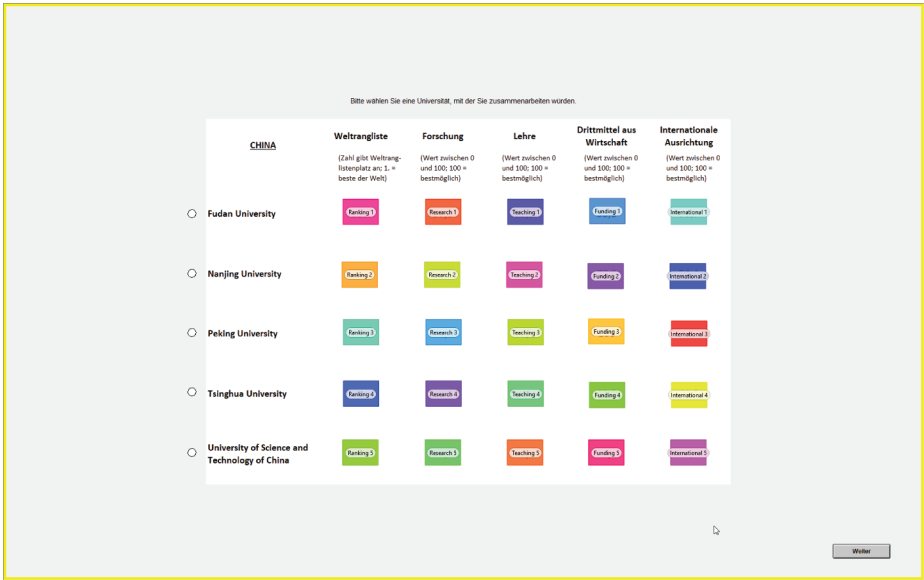 Bitte wählen Sie eine Universität, mit der Sie zusammenarbeiten würden.
CHINA
Weltrangliste
(Zahl gibt Weltrang-
listenplatz an; 1. =
beste der Welt)
Forschung
(Wert zwischen 0
und 100; 100 =
bestmöglich)
Lehre
(Wert zwischen 0
und 100; 100 =
bestmöglich)
Drittmittel aus
Wirtschaft
(Wert zwischen 0
und 100; 100 =
bestmöglich)
Internationale
Ausrichtung
(Wert zwischen 0
und 100; 100 =
bestmöglich)
Fudan University Ranking 1 Research 1 Teaching 1 Funding 1 International 1
Nanjing University Ranking 2 Research 2 Teaching 2 Funding 2 International 2
Peking University Ranking 3 Research 3 Teaching 3 Funding 3 International 3
Tsinghua University Ranking 4 Research 4 Teaching 4 Funding 4 International 4
University of Science and
Technology of China Ranking 5 Research 5 Teaching 5 Funding 5 International 5
Weiter